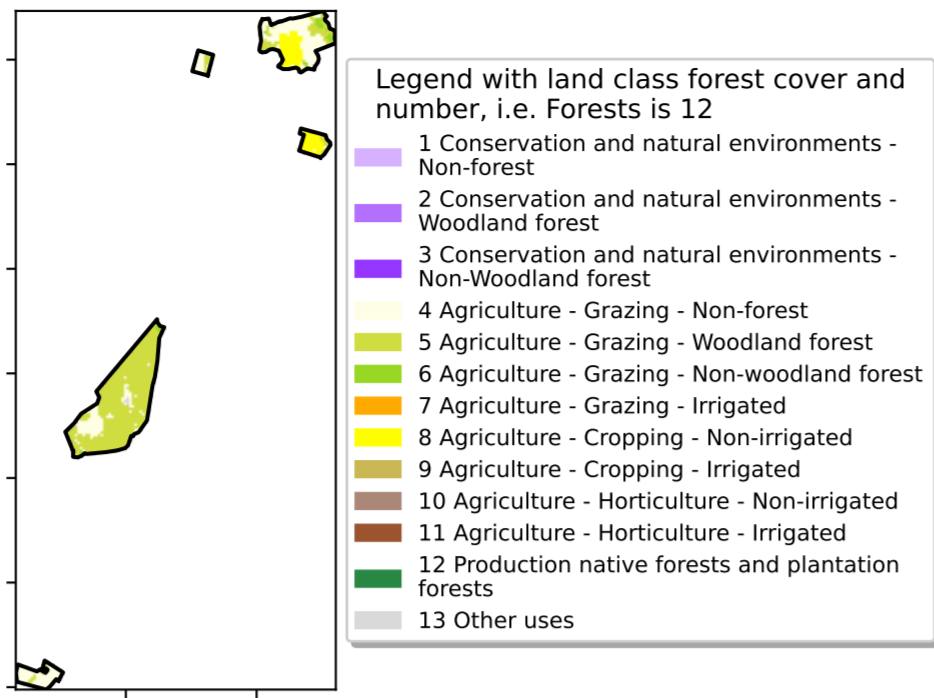 Legend with land class forest cover and
number, i.e. Forests is 12
1 Conservation and natural environments -
Non-forest
2 Conservation and natural environments -
Woodland forest
3 Conservation and natural environments -
Non-Woodland forest
4 Agriculture - Grazing - Non-forest
5 Agriculture - Grazing - Woodland forest
6 Agriculture - Grazing - Non-woodland forest
7 Agriculture - Grazing - Irrigated
8 Agriculture - Cropping - Non-irrigated
9 Agriculture - Cropping - Irrigated
10 Agriculture - Horticulture - Non-irrigated
11 Agriculture - Horticulture - Irrigated
12 Production native forests and plantation
forests
13 Other uses